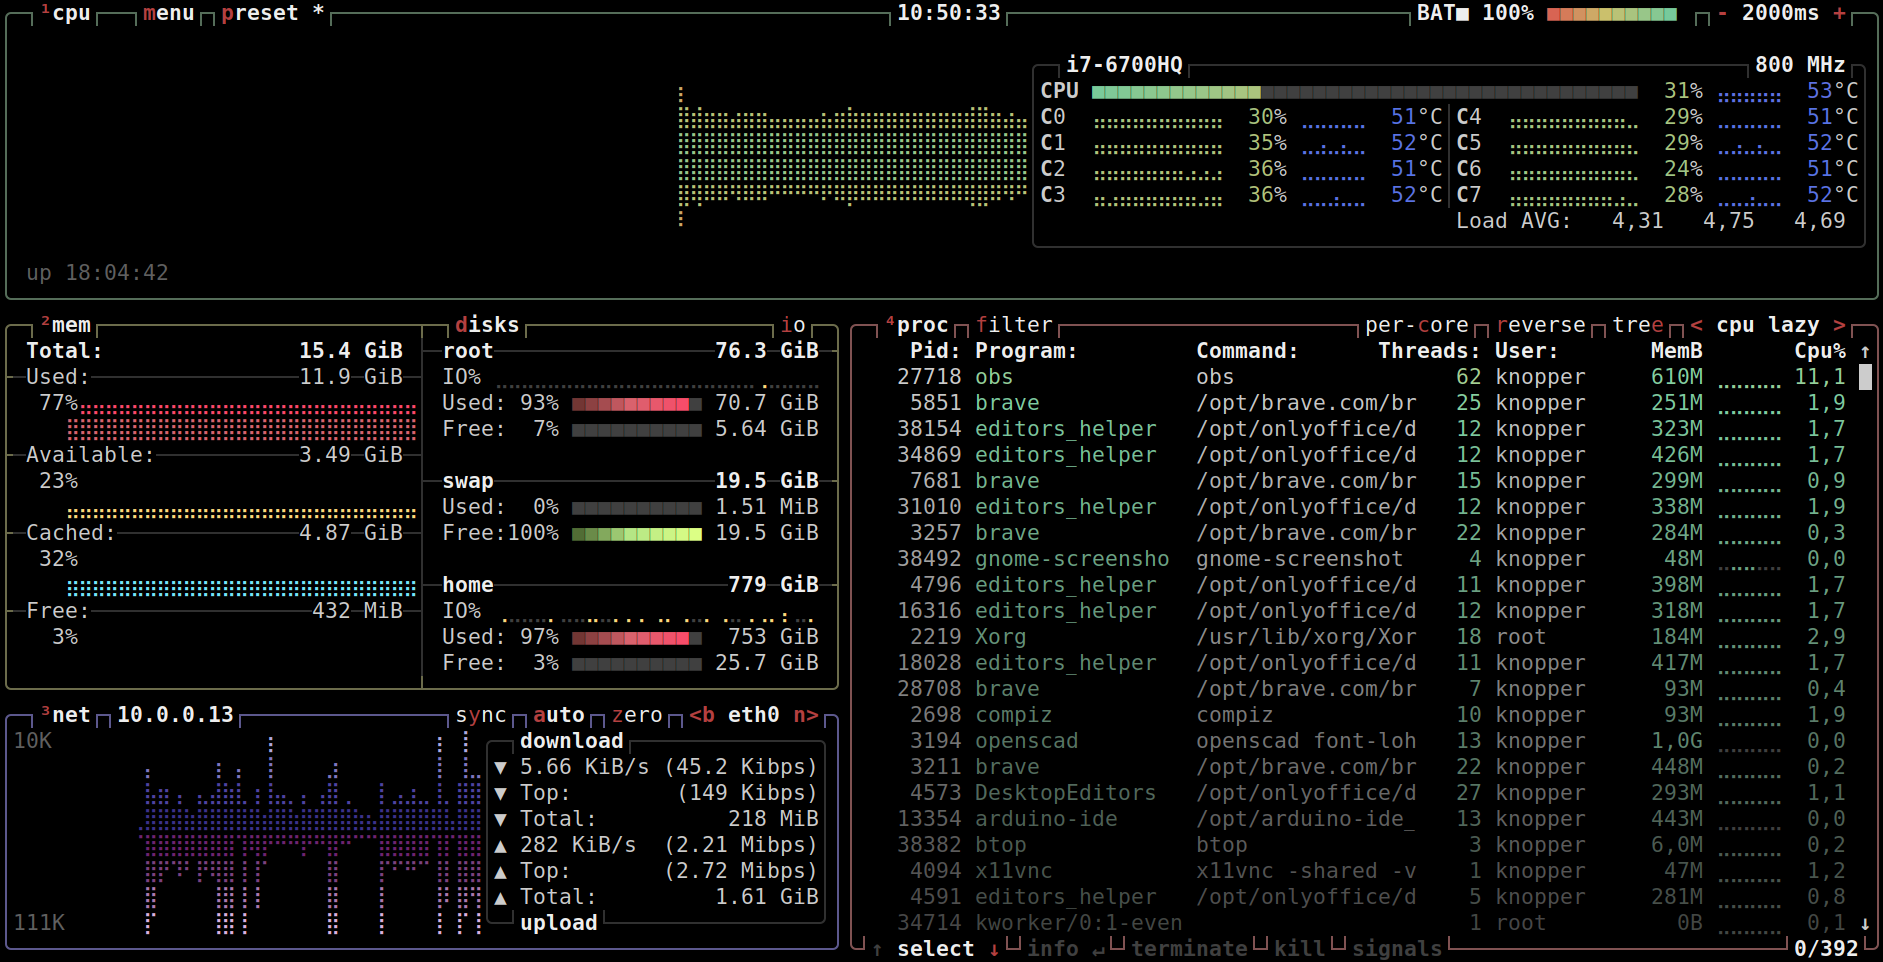 ¹cpu menu preset * 10:50:33 BAT■ 100% - 2000ms +
i7-6700HQ 800 MHz
CPU 31% 53°C
C0 30% 51°C C4 29% 51°C
C1 35% 52°C C5 29% 52°C
C2 36% 51°C C6 24% 51°C
C3 36% 52°C C7 28% 52°C
Load AVG: 4,31 4,75 4,69
up 18:04:42
²mem
Total: 15.4 GiB
Used: 11.9 GiB
77%
Available: 3.49 GiB
23%
Cached: 4.87 GiB
32%
Free: 432 MiB
3%
disks io
root 76.3 GiB
IO%
Used: 93% 70.7 GiB
Free: 7% 5.64 GiB
swap 19.5 GiB
Used: 0% 1.51 MiB
Free:100% 19.5 GiB
home 779 GiB
IO%
Used: 97% 753 GiB
Free: 3% 25.7 GiB
³net 10.0.0.13 sync auto zero <b eth0 n>
10K
111K
download
▼ 5.66 KiB/s (45.2 Kibps)
▼ Top: (149 Kibps)
▼ Total: 218 MiB
▲ 282 KiB/s (2.21 Mibps)
▲ Top: (2.72 Mibps)
▲ Total: 1.61 GiB
upload
⁴proc filter per-core reverse tree < cpu lazy >
Pid: Program: Command: Threads: User: MemB Cpu% ↑
27718 obs obs 62 knopper 610M 11,1
5851 brave /opt/brave.com/br 25 knopper 251M 1,9
38154 editors_helper /opt/onlyoffice/d 12 knopper 323M 1,7
34869 editors_helper /opt/onlyoffice/d 12 knopper 426M 1,7
7681 brave /opt/brave.com/br 15 knopper 299M 0,9
31010 editors_helper /opt/onlyoffice/d 12 knopper 338M 1,9
3257 brave /opt/brave.com/br 22 knopper 284M 0,3
38492 gnome-screensho gnome-screenshot 4 knopper 48M 0,0
4796 editors_helper /opt/onlyoffice/d 11 knopper 398M 1,7
16316 editors_helper /opt/onlyoffice/d 12 knopper 318M 1,7
2219 Xorg /usr/lib/xorg/Xor 18 root 184M 2,9
18028 editors_helper /opt/onlyoffice/d 11 knopper 417M 1,7
28708 brave /opt/brave.com/br 7 knopper 93M 0,4
2698 compiz compiz 10 knopper 93M 1,9
3194 openscad openscad font-loh 13 knopper 1,0G 0,0
3211 brave /opt/brave.com/br 22 knopper 448M 0,2
4573 DesktopEditors /opt/onlyoffice/d 27 knopper 293M 1,1
13354 arduino-ide /opt/arduino-ide_ 13 knopper 443M 0,0
38382 btop btop 3 knopper 6,0M 0,2
4094 x11vnc x11vnc -shared -v 1 knopper 47M 1,2
4591 editors_helper /opt/onlyoffice/d 5 knopper 281M 0,8
34714 kworker/0:1-even 1 root 0B 0,1 ↓
↑ select ↓ info ↵ terminate kill signals 0/392